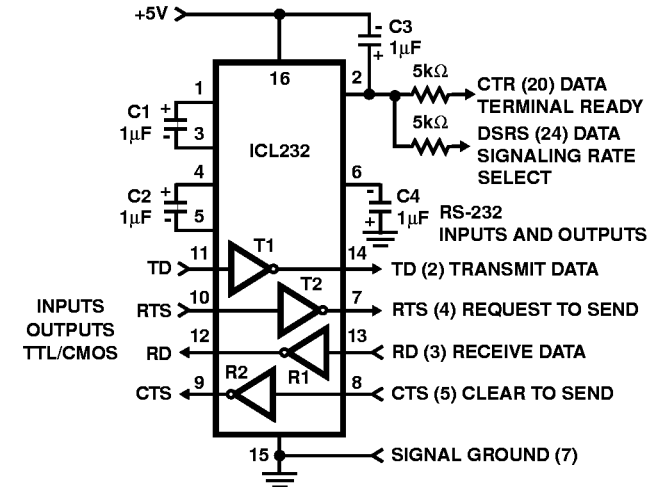 +5V
C3
-
1µF
+
16
2
5kΩ
CTR (20) DATA
TERMINAL READY
1
C1
+
1µF
-
3
ICL232
5kΩ
DSRS (24) DATA
SIGNALING RATE
SELECT
4
C2
+
1µF
-
5
6
-
C4
1µF
+
RS-232
INPUTS AND OUTPUTS
TD
11
T1
14
TD (2) TRANSMIT DATA
INPUTS
OUTPUTS
TTL/CMOS
RTS
10
T2
7
RTS (4) REQUEST TO SEND
RD
12
R1
13
RD (3) RECEIVE DATA
CTS
9
R2
8
CTS (5) CLEAR TO SEND
15
SIGNAL GROUND (7)